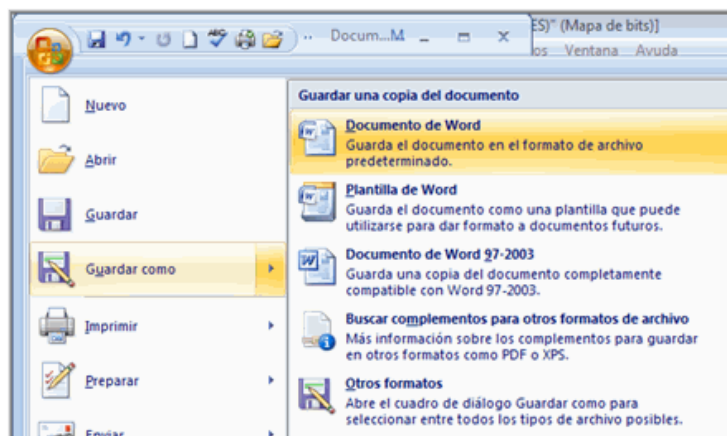 Docum...M
ES)" (Mapa de bits)]
os Ventana Ayuda
Nuevo
Abrir
Guardar
Guardar como
Imprimir
Preparar
Enviar
Guardar una copia del documento
Documento de Word
Guarda el documento en el formato de archivo
predeterminado.
Plantilla de Word
Guarda el documento como una plantilla que puede
utilizarse para dar formato a documentos futuros.
Documento de Word 97-2003
Guarda una copia del documento completamente
compatible con Word 97-2003.
Buscar complementos para otros formatos de archivo
Más información sobre los complementos para guardar
en otros formatos como PDF o XPS.
Otros formatos
Abre el cuadro de diálogo Guardar como para
seleccionar entre todos los tipos de archivo posibles.